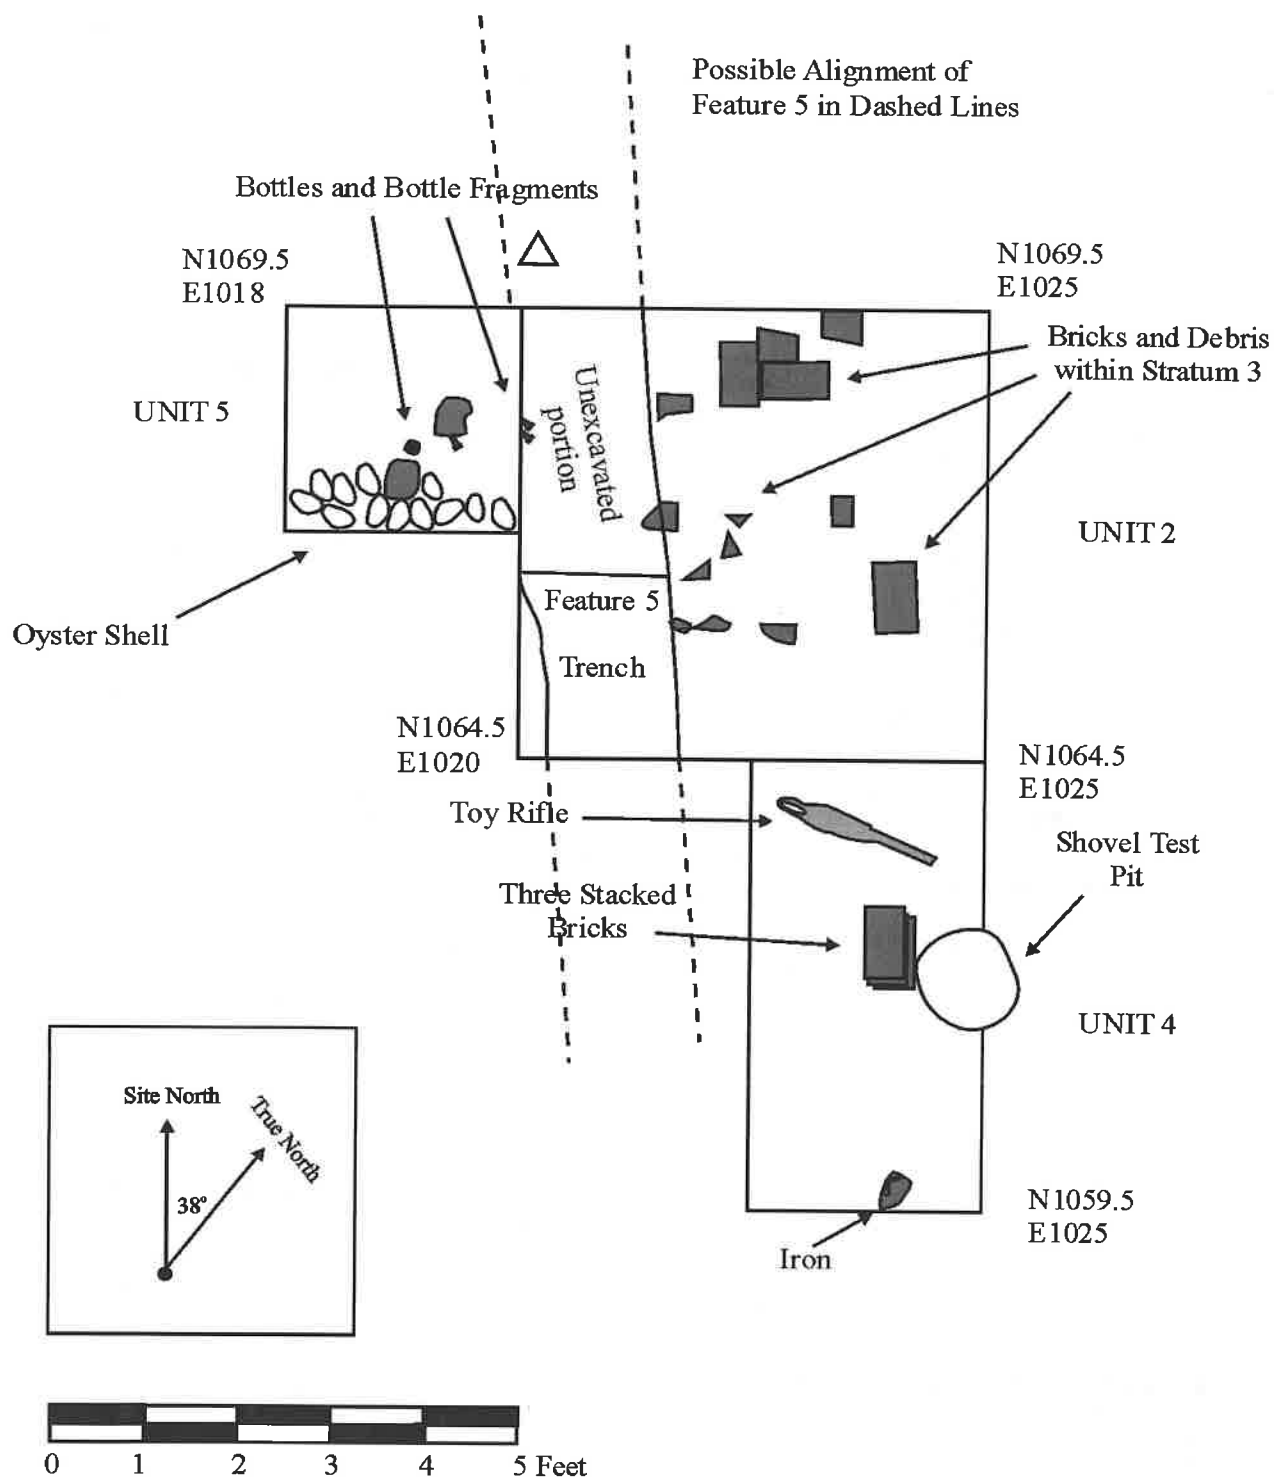 Possible Alignment of
Feature 5 in Dashed Lines
Bottles and Bottle Fragments
N1069.5
E1018
N1069.5
E1025
Bricks and Debris
within Stratum 3
UNIT 5
Unexcavated
portion
UNIT 2
Feature 5
Oyster Shell
Trench
N1064.5
E1020
N1064.5
E1025
Toy Rifle
Shovel Test
Pit
Three Stacked
Bricks
UNIT 4
Site North
True North
38°
N1059.5
E1025
Iron
0 1 2 3 4 5 Feet